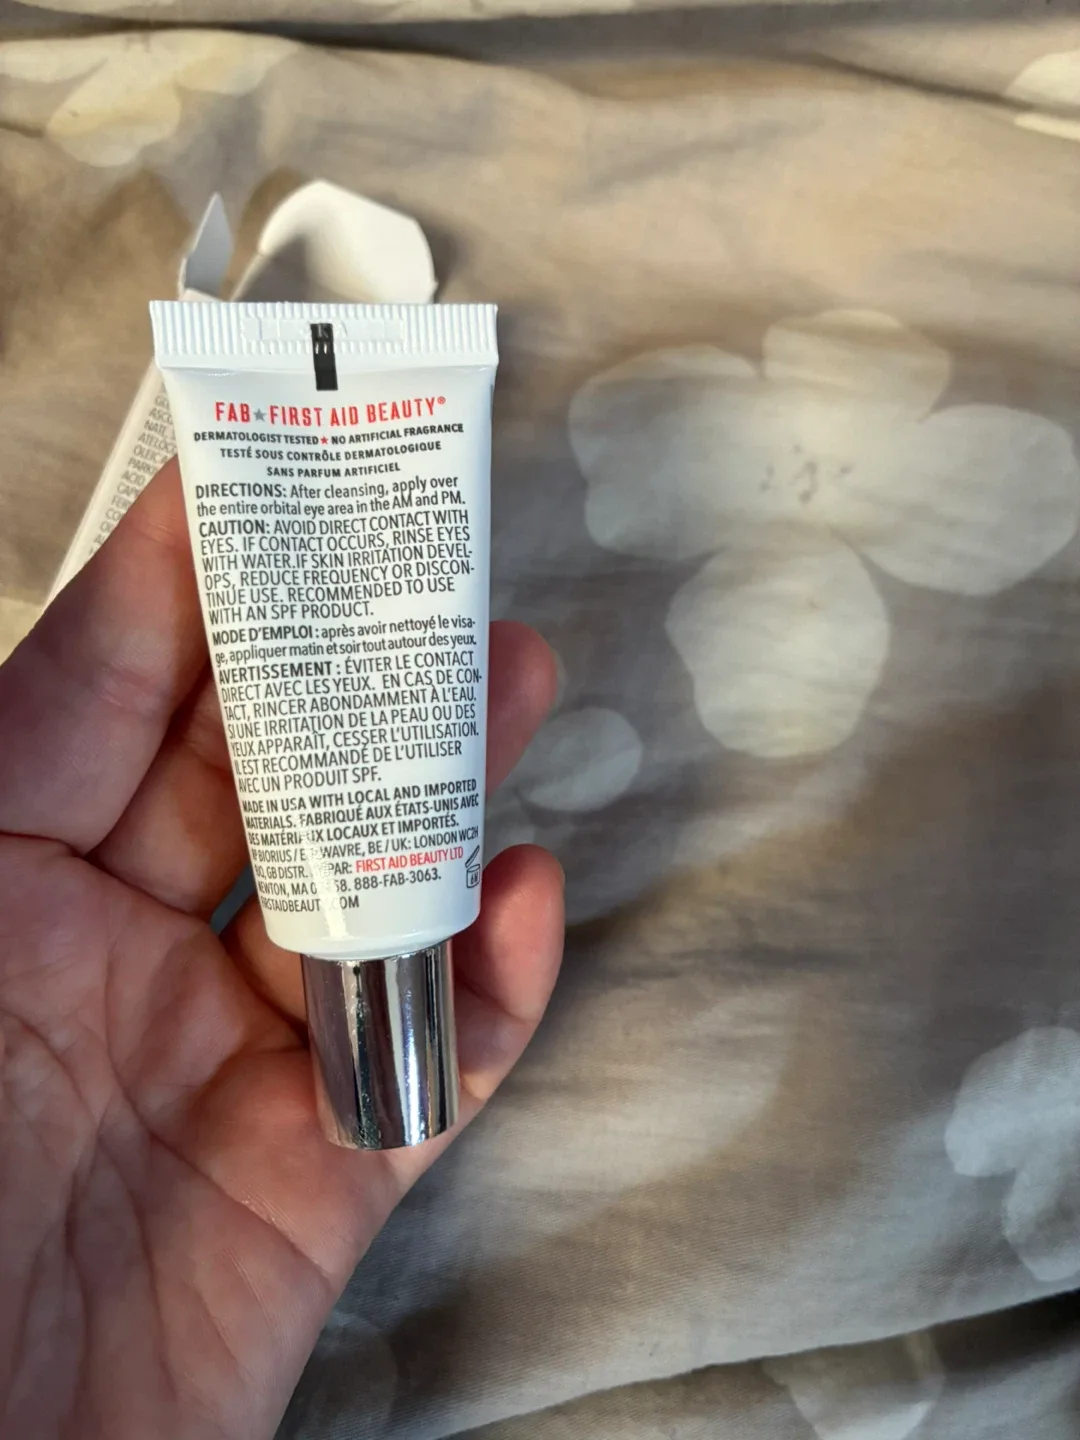 FAB★FIRST AID BEAUTY®
DERMATOLOGIST TESTED★NO ARTIFICIAL FRAGRANCE
TESTÉ SOUS CONTRÔLE DERMATOLOGIQUE
SANS PARFUM ARTIFICIEL
DIRECTIONS: After cleansing, apply over
the entire orbital eye area in the AM and PM.
CAUTION: AVOID DIRECT CONTACT WITH
EYES. IF CONTACT OCCURS, RINSE EYES
WITH WATER.IF SKIN IRRITATION DEVEL-
OPS, REDUCE FREQUENCY OR DISCON-
TINUE USE. RECOMMENDED TO USE
WITH AN SPF PRODUCT.
MODE D'EMPLOI : après avoir nettoyé le visa-
ge, appliquer matin et soir tout autour des yeux.
AVERTISSEMENT : ÉVITER LE CONTACT
DIRECT AVEC LES YEUX. EN CAS DE CON-
TACT, RINCER ABONDAMMENT À L'EAU.
SI UNE IRRITATION DE LA PEAU OU DES
YEUX APPARAÎT, CESSER L'UTILISATION.
IL EST RECOMMANDÉ DE L'UTILISER
AVEC UN PRODUIT SPF.
MADE IN USA WITH LOCAL AND IMPORTED
MATERIALS. FABRIQUÉ AUX ÉTATS-UNIS AVEC
DES MATÉRIAUX LOCAUX ET IMPORTÉS.
BIORIUS / WAVRE, BE / UK: LONDON WC2H
GB DISTR. PAR: FIRST AID BEAUTY LTD
NEWTON, MA 888-FAB-3063.
6M